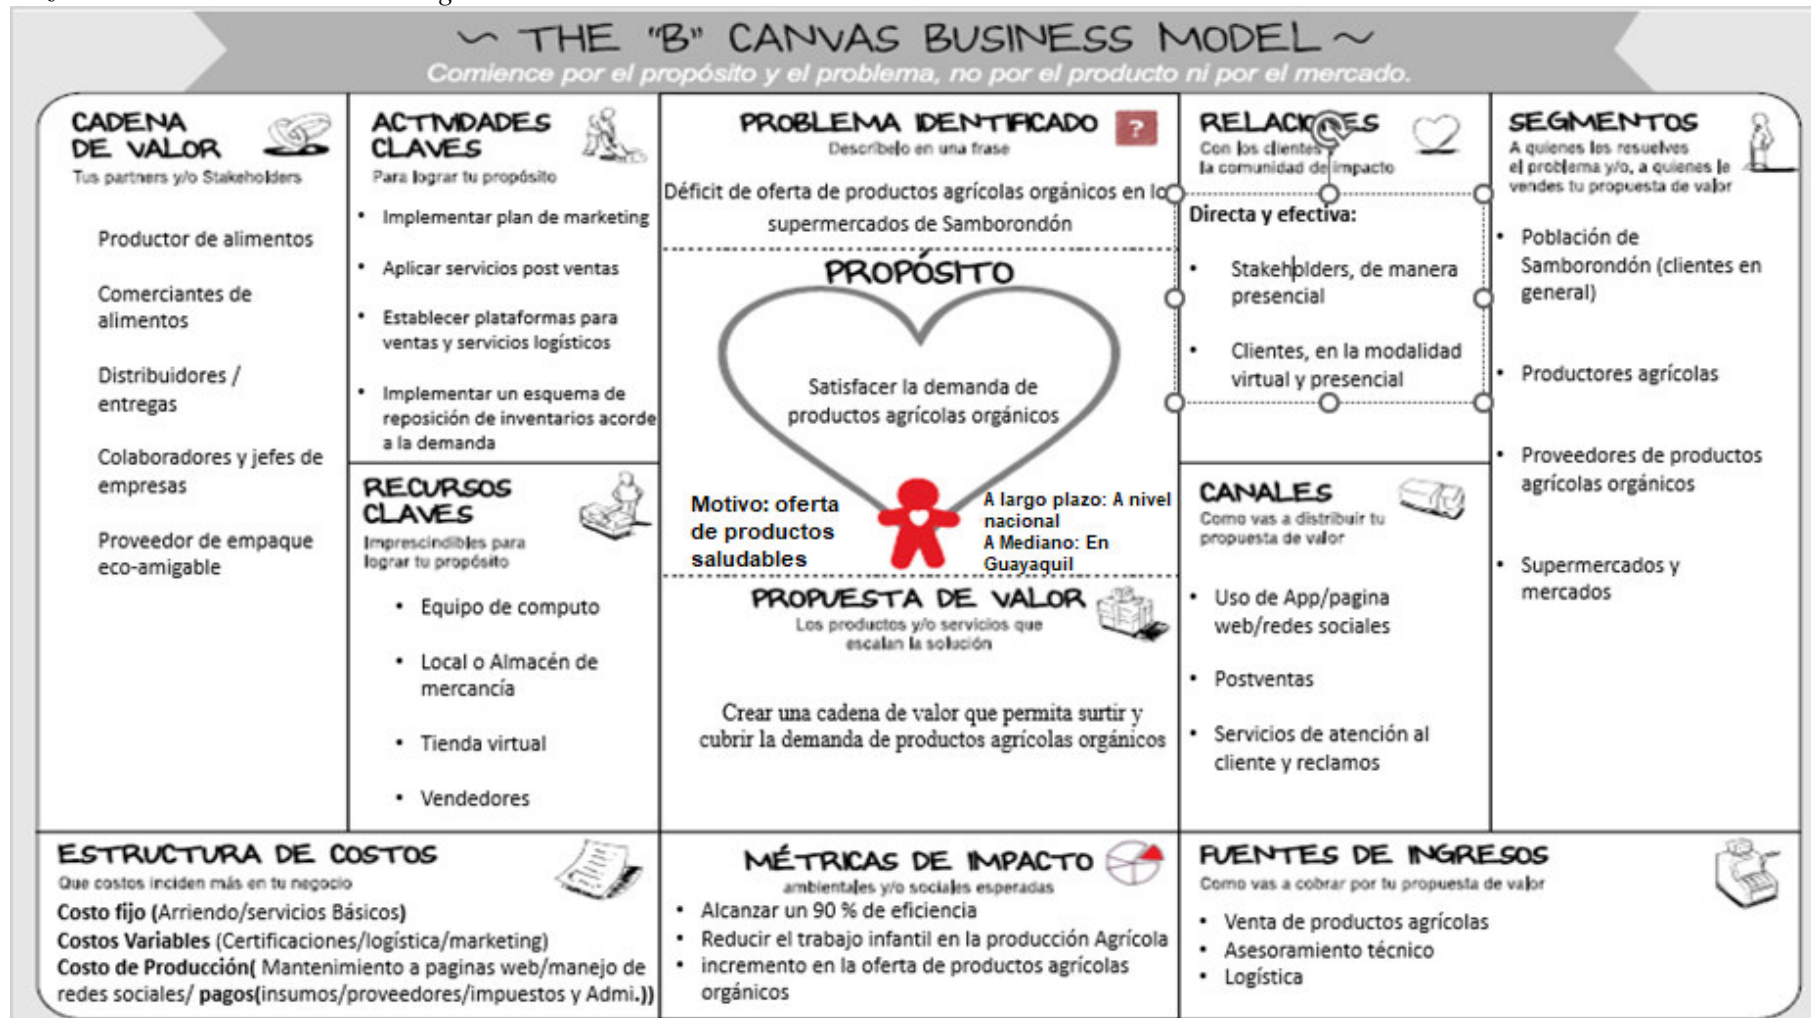 ~ THE "B" CANVAS BUSINESS MODEL ~
Comience por el propósito y el problema, no por el producto ni por el mercado.
CADENA
DE VALOR
Tus partners y/o Stakeholders
Productor de alimentos
Comerciantes de
alimentos
Distribuidores /
entregas
Colaboradores y jefes de
empresas
Proveedor de empaque
eco-amigable
ACTIVIDADES
CLAVES
Para lograr tu propósito
• Implementar plan de marketing
• Aplicar servicios post ventas
• Establecer plataformas para
ventas y servicios logísticos
• Implementar un esquema de
reposición de inventarios acorde
a la demanda
RECURSOS
CLAVES
Imprescindibles para
lograr tu propósito
• Equipo de computo
• Local o Almacén de
mercancía
• Tienda virtual
• Vendedores
PROBLEMA IDENTIFICADO
?
Descríbelo en una frase
Déficit de oferta de productos agrícolas orgánicos en lo
supermercados de Samborondón
PROPÓSITO
Satisfacer la demanda de
productos agrícolas orgánicos
Motivo: oferta
de productos
saludables
A largo plazo: A nivel
nacional
A Mediano: En
Guayaquil
PROPUESTA DE VALOR
Los productos y/o servicios que
escalan la solución
Crear una cadena de valor que permita surtir y
cubrir la demanda de productos agrícolas orgánicos
RELACIONES
Con los clientes
la comunidad de impacto
Directa y efectiva:
• Stakeholders, de manera
presencial
• Clientes, en la modalidad
virtual y presencial
CANALES
Como vas a distribuir tu
propuesta de valor
• Uso de App/pagina
web/redes sociales
• Postventas
• Servicios de atención al
cliente y reclamos
SEGMENTOS
A quienes les resuelves
el problema y/o, a quienes le
vendes tu propuesta de valor
• Población de
Samborondón (clientes en
general)
• Productores agrícolas
• Proveedores de productos
agrícolas orgánicos
• Supermercados y
mercados
ESTRUCTURA DE COSTOS
Que costos inciden más en tu negocio
Costo fijo (Arriendo/servicios Básicos)
Costos Variables (Certificaciones/logística/marketing)
Costo de Producción( Mantenimiento a paginas web/manejo de
redes sociales/ pagos(insumos/proveedores/impuestos y Admi.))
MÉTRICAS DE IMPACTO
ambientales y/o sociales esperadas
• Alcanzar un 90 % de eficiencia
• Reducir el trabajo infantil en la producción Agrícola
• incremento en la oferta de productos agrícolas
orgánicos
FUENTES DE INGRESOS
Como vas a cobrar por tu propuesta de valor
• Venta de productos agrícolas
• Asesoramiento técnico
• Logística